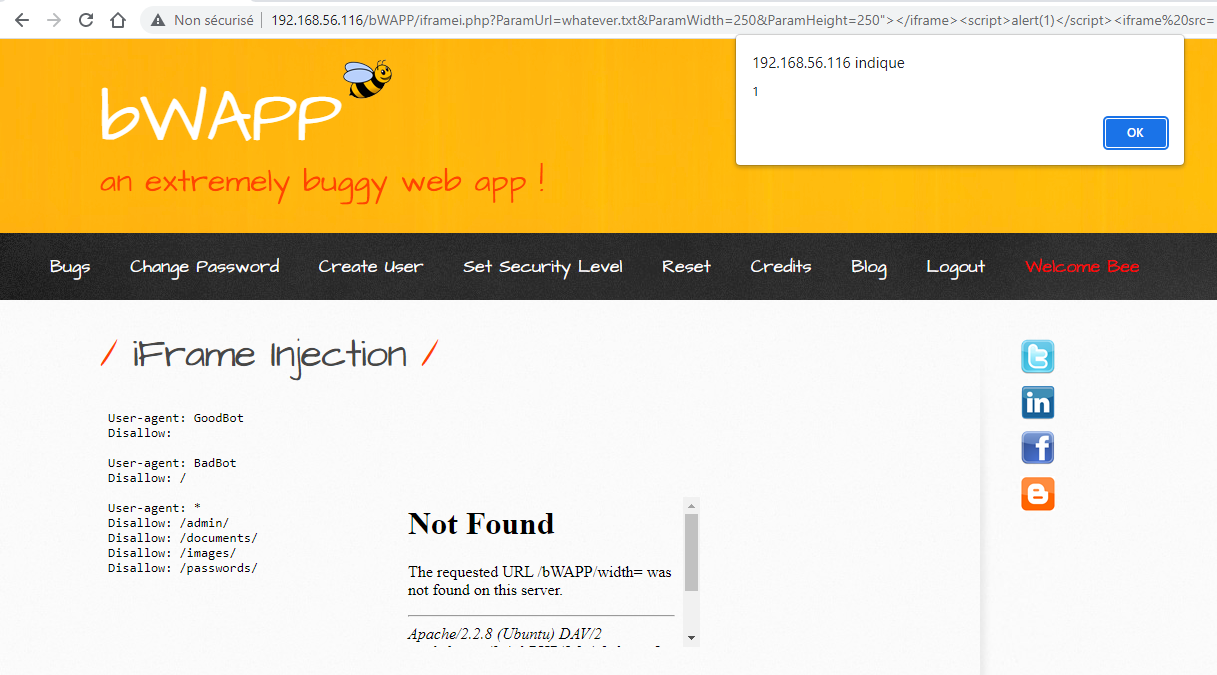 Non sécurisé 192.168.56.116/bWAPP/iframei.php?ParamUrl=whatever.txt&ParamWidth=250&ParamHeight=250"></iframe><script>alert(1)</script><iframe%20src=
192.168.56.116 indique
1
OK
bWAPP
an extremely buggy web app !
Bugs Change Password Create User Set Security Level Reset Credits Blog Logout Welcome Bee
/ iFrame Injection /
User-agent: GoodBot
Disallow:
User-agent: BadBot
Disallow: /
User-agent: *
Disallow: /admin/
Disallow: /documents/
Disallow: /images/
Disallow: /passwords/
Not Found
The requested URL /bWAPP/width= was
not found on this server.
Apache/2.2.8 (Ubuntu) DAV/2